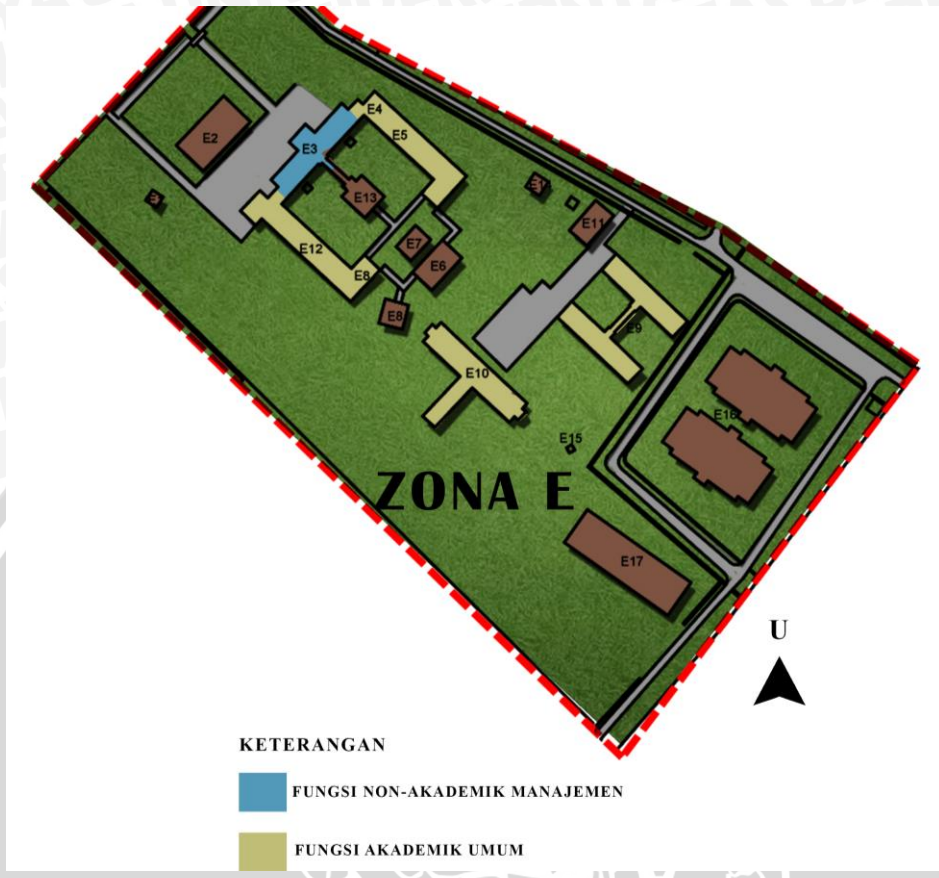 E4
E2
E5
E3
E13
E11
E12
E7
E8
E6
E8
E9
E10
E16
E15
ZONA E
E17
U
KETERANGAN
FUNGSI NON-AKADEMIK MANAJEMEN
FUNGSI AKADEMIK UMUM